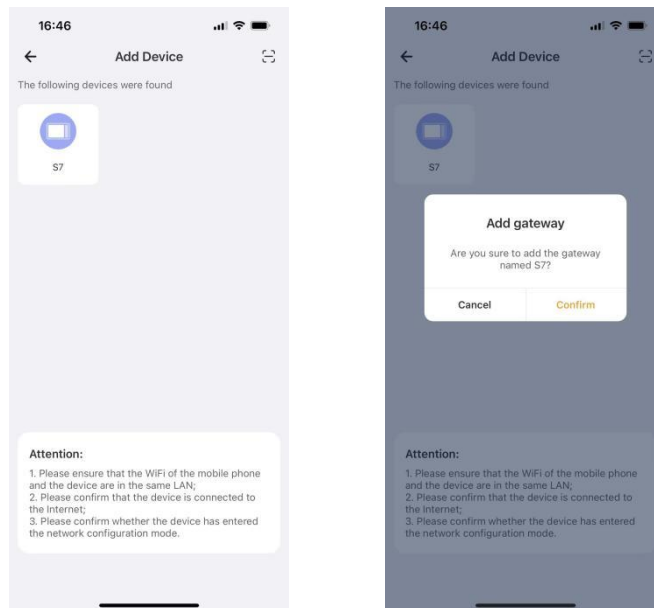 16:46
Add Device
The following devices were found
S7
Attention:
1. Please ensure that the WiFi of the mobile phone
and the device are in the same LAN;
2. Please confirm that the device is connected to
the Internet;
3. Please confirm whether the device has entered
the network configuration mode.
16:46
Add Device
The following devices were found
S7
Add gateway
Are you sure to add the gateway
named S7?
Cancel Confirm
Attention:
1. Please ensure that the WiFi of the mobile phone
and the device are in the same LAN;
2. Please confirm that the device is connected to
the Internet;
3. Please confirm whether the device has entered
the network configuration mode.